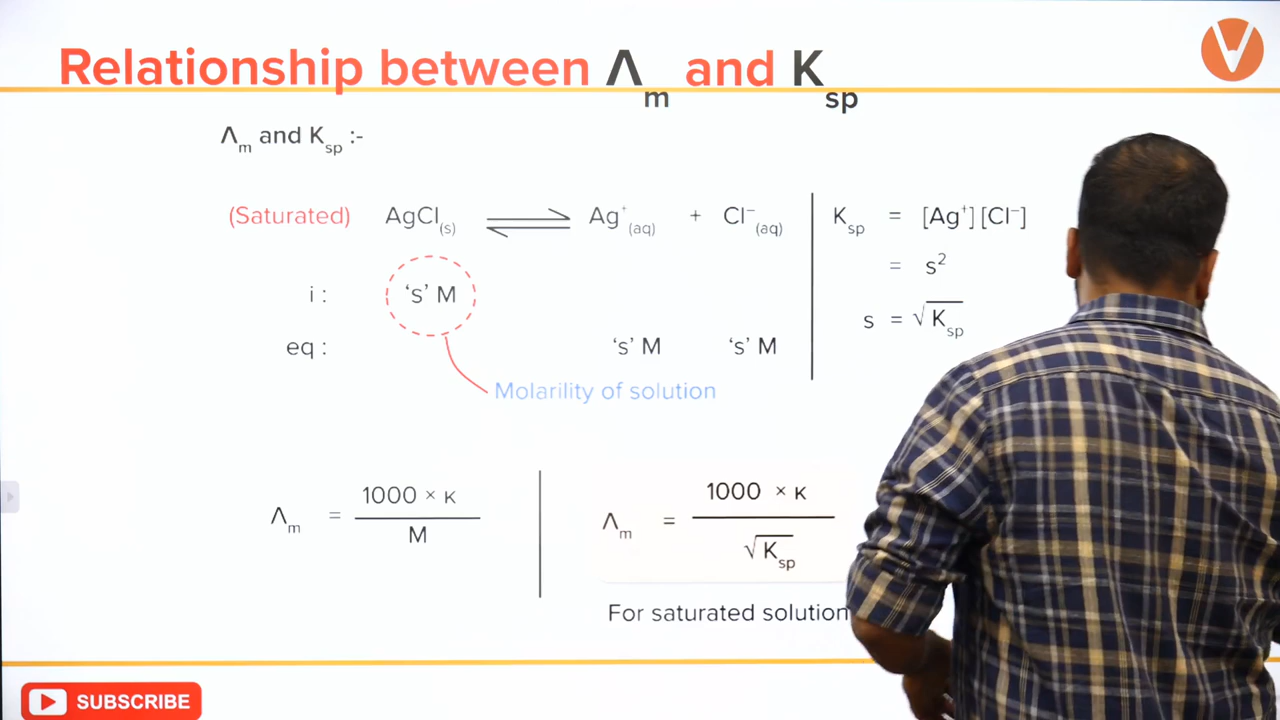 Relationship between Λm and Ksp
Λm and Ksp :-
(Saturated) AgCl(s) ⇌ Ag⁺(aq) + Cl⁻(aq)
i : 's' M
eq : 's' M 's' M
Molarility of solution
Ksp = [Ag⁺][Cl⁻]
= s²
s = √Ksp
Λm = 1000 × κ / M
Λm = 1000 × κ / √Ksp
For saturated solution
SUBSCRIBE